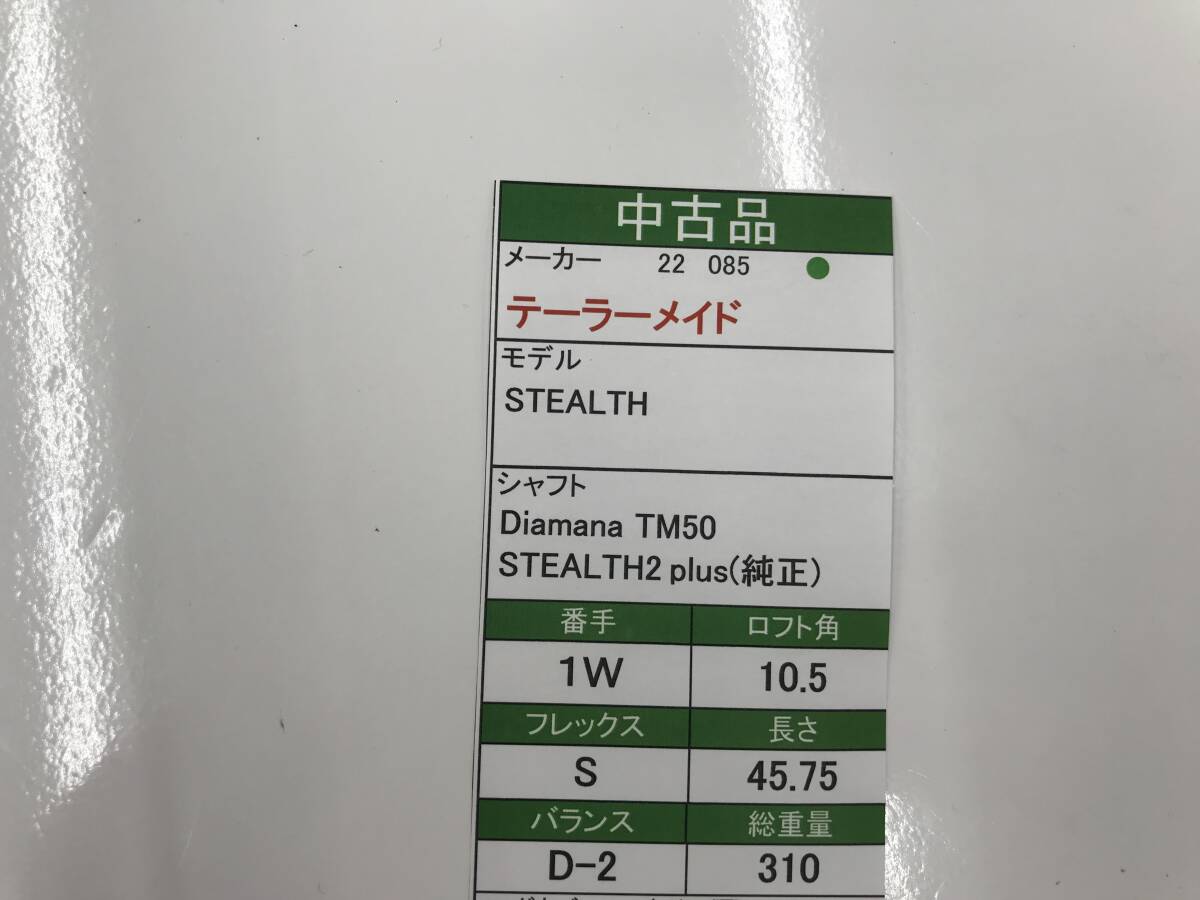 中古品
メーカー 22 085 ●
テーラーメイド
モデル
STEALTH
シャフト
Diamana TM50
STEALTH2 plus(純正)
番手 ロフト角
1W 10.5
フレックス 長さ
S 45.75
バランス 総重量
D-2 310